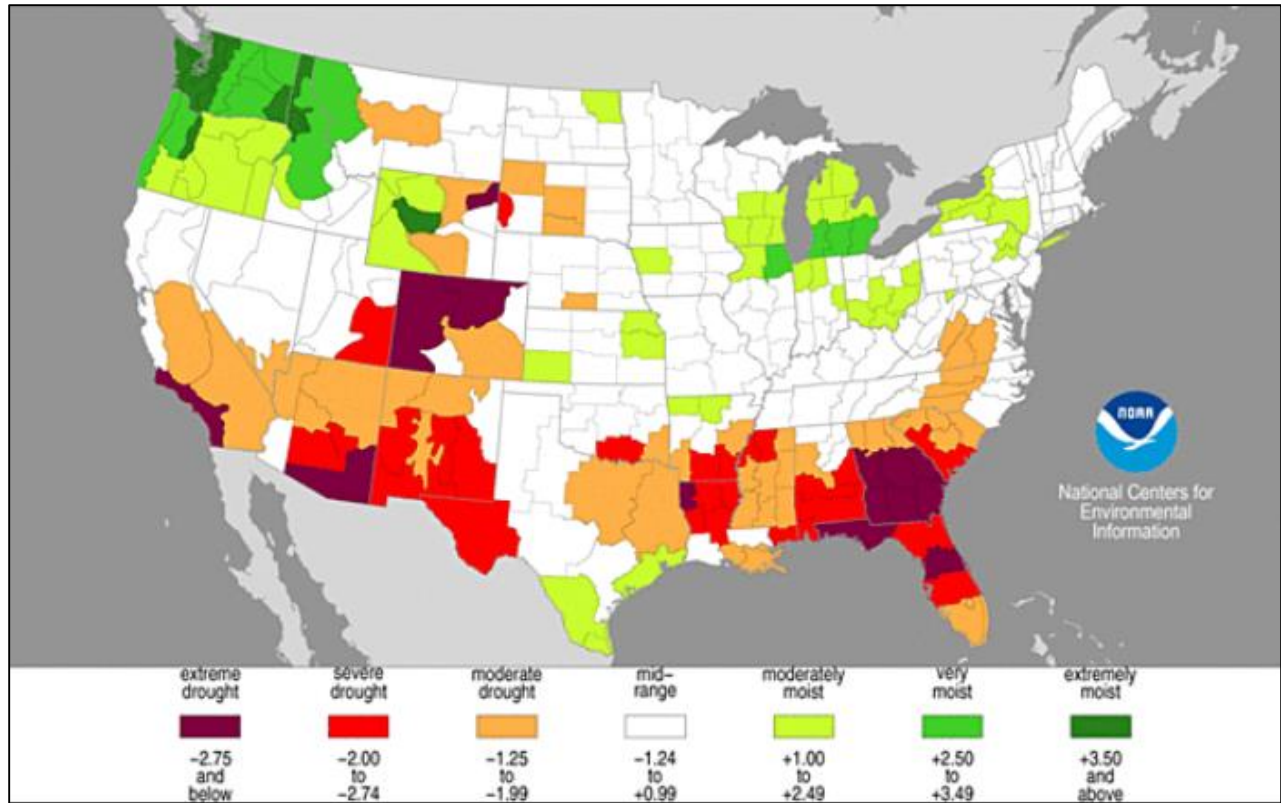 NOAA
National Centers for
Environmental
Information
extreme
drought
severe
drought
moderate
drought
mid-
range
moderately
moist
very
moist
extremely
moist
−2.75
and
below
−2.00
to
−2.74
−1.25
to
−1.99
−1.24
to
+0.99
+1.00
to
+2.49
+2.50
to
+3.49
+3.50
and
above